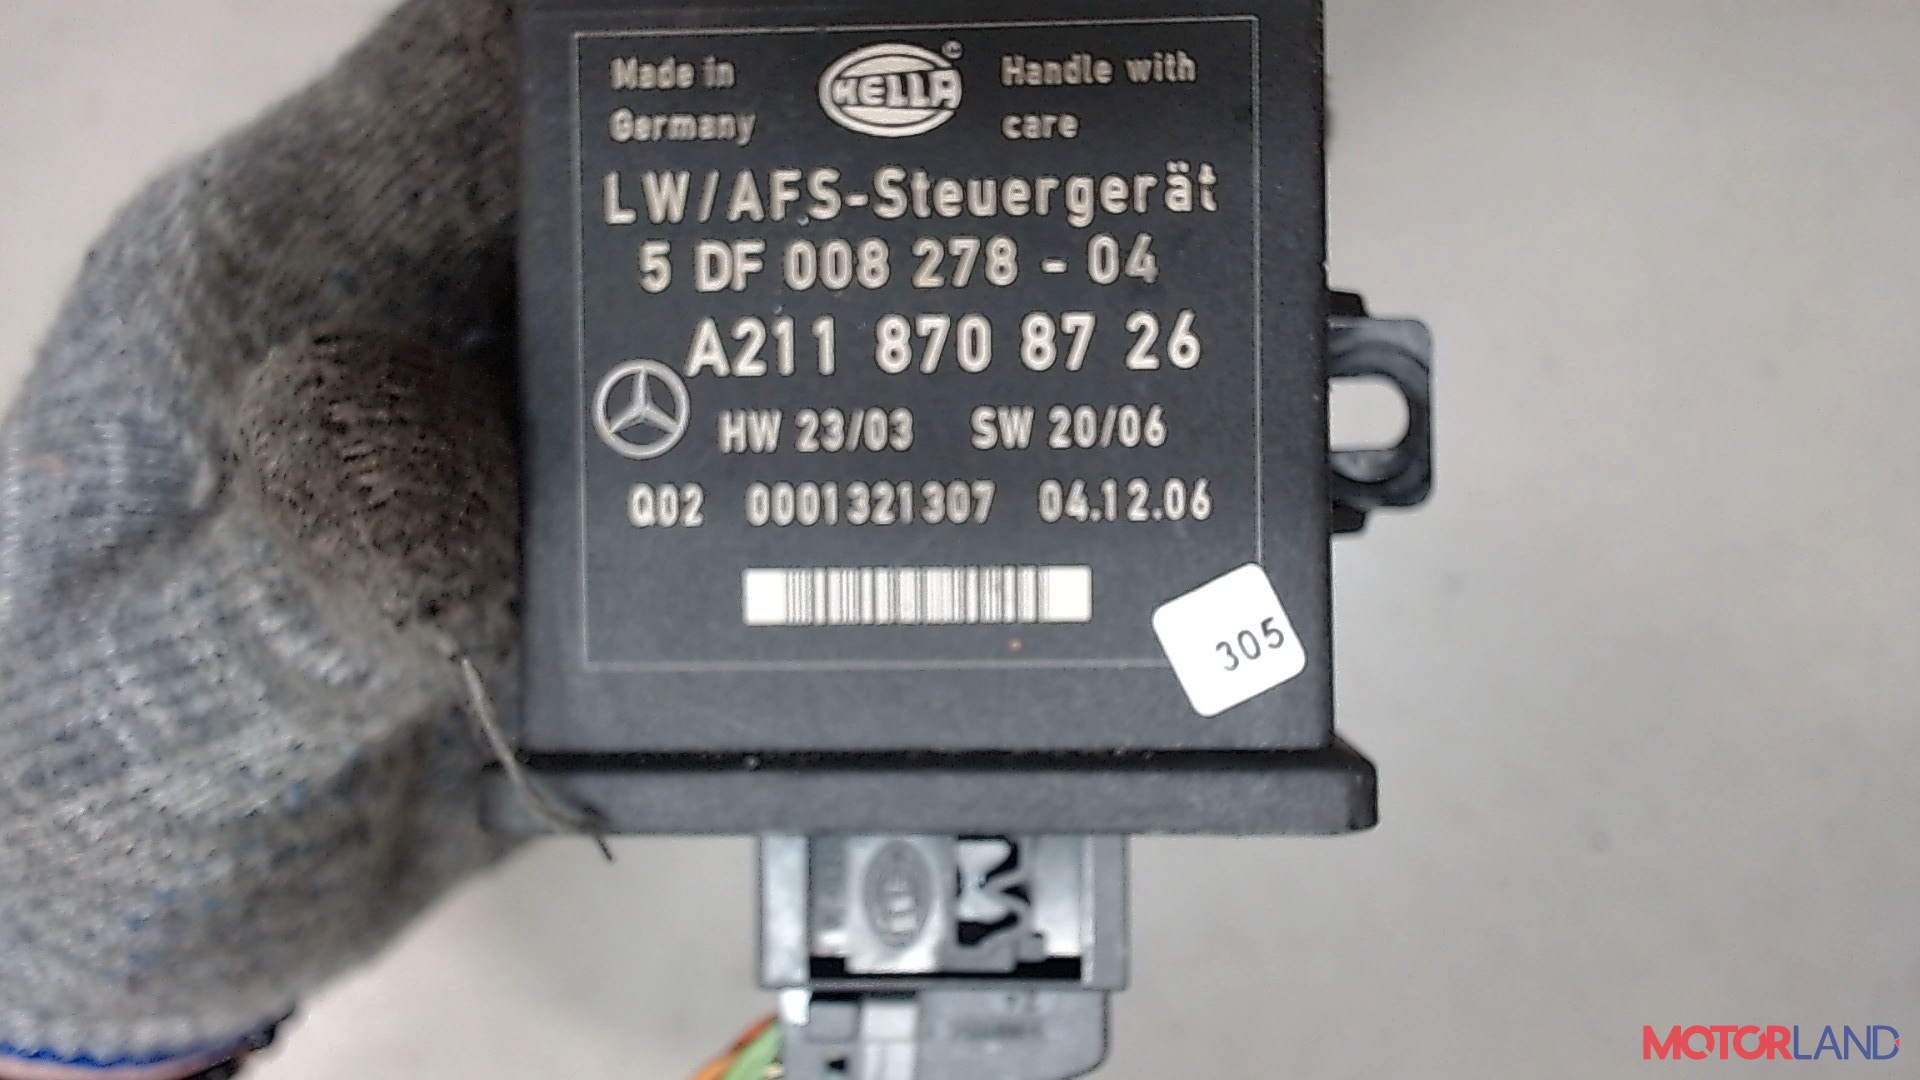 Made in
Germany
HELLA
©
Handle with
care
LW/AFS-Steuergerät
5 DF 008 278 - 04
A211 870 87 26
HW 23/03 SW 20/06
Q02 0001321307 04.12.06
305
HELLA
MOTORLAND